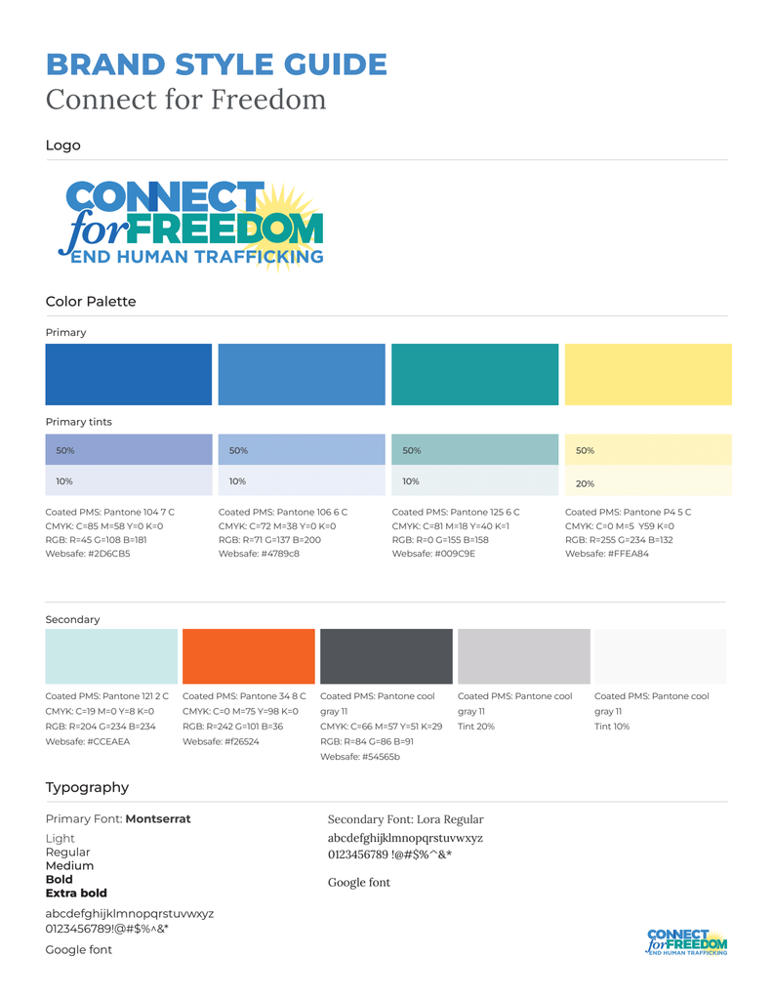 BRAND STYLE GUIDE
Connect for Freedom
Logo
CONNECT
for FREEDOM
END HUMAN TRAFFICKING
Color Palette
Primary
Primary tints
50%
50%
50%
50%
10%
10%
10%
20%
Coated PMS: Pantone 104 7 C
CMYK: C=85 M=58 Y=0 K=0
RGB: R=45 G=108 B=181
Websafe: #2D6CB5
Coated PMS: Pantone 106 6 C
CMYK: C=72 M=38 Y=0 K=0
RGB: R=71 G=137 B=200
Websafe: #4789c8
Coated PMS: Pantone 125 6 C
CMYK: C=81 M=18 Y=40 K=1
RGB: R=0 G=155 B=158
Websafe: #009C9E
Coated PMS: Pantone P4 5 C
CMYK: C=0 M=5  Y59 K=0
RGB: R=255 G=234 B=132
Websafe: #FFEA84
Secondary
Coated PMS: Pantone 121 2 C
CMYK: C=19 M=0 Y=8 K=0
RGB: R=204 G=234 B=234
Websafe: #CCEAEA
Coated PMS: Pantone 34 8 C
CMYK: C=0 M=75 Y=98 K=0
RGB: R=242 G=101 B=36
Websafe: #f26524
Coated PMS: Pantone cool
gray 11
CMYK: C=66 M=57 Y=51 K=29
RGB: R=84 G=86 B=91
Websafe: #54565b
Coated PMS: Pantone cool
gray 11
Tint 20%
Coated PMS: Pantone cool
gray 11
Tint 10%
Typography
Primary Font: Montserrat
Light
Regular
Medium
Bold
Extra bold
abcdefghijklmnopqrstuvwxyz
0123456789!@#$%^&*
Google font
Secondary Font: Lora Regular
abcdefghijklmnopqrstuvwxyz
0123456789 !@#$%^&*
Google font
CONNECT
for FREEDOM
END HUMAN TRAFFICKING